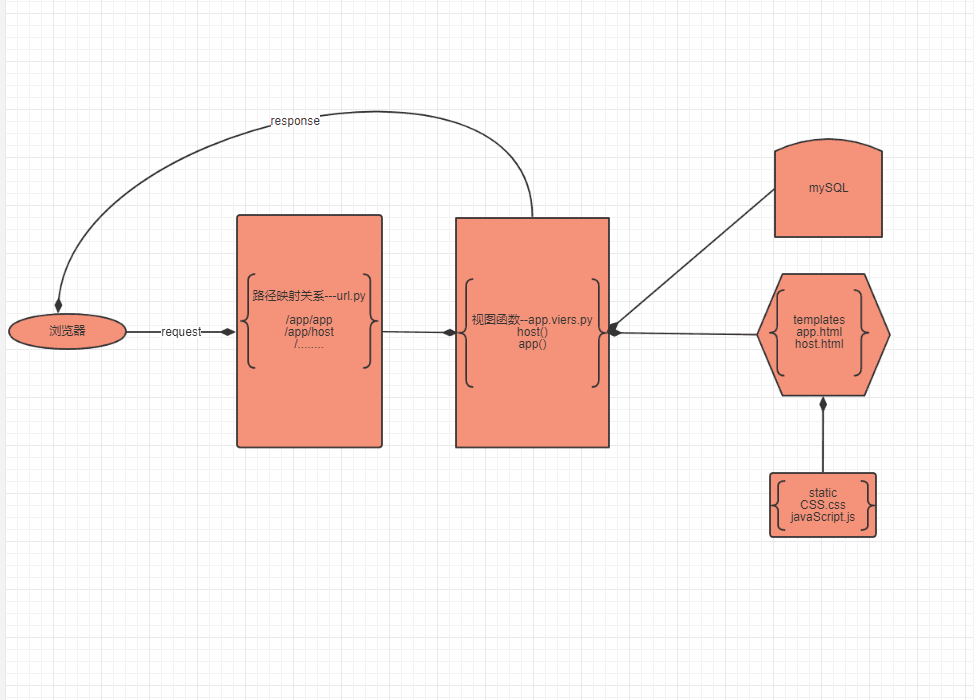 response
mySQL
路径映射关系---url.py
/app/app
/app/host
/........
浏览器
request
视图函数--app.viers.py
host()
app()
templates
app.html
host.html
static
CSS.css
javaScript.js